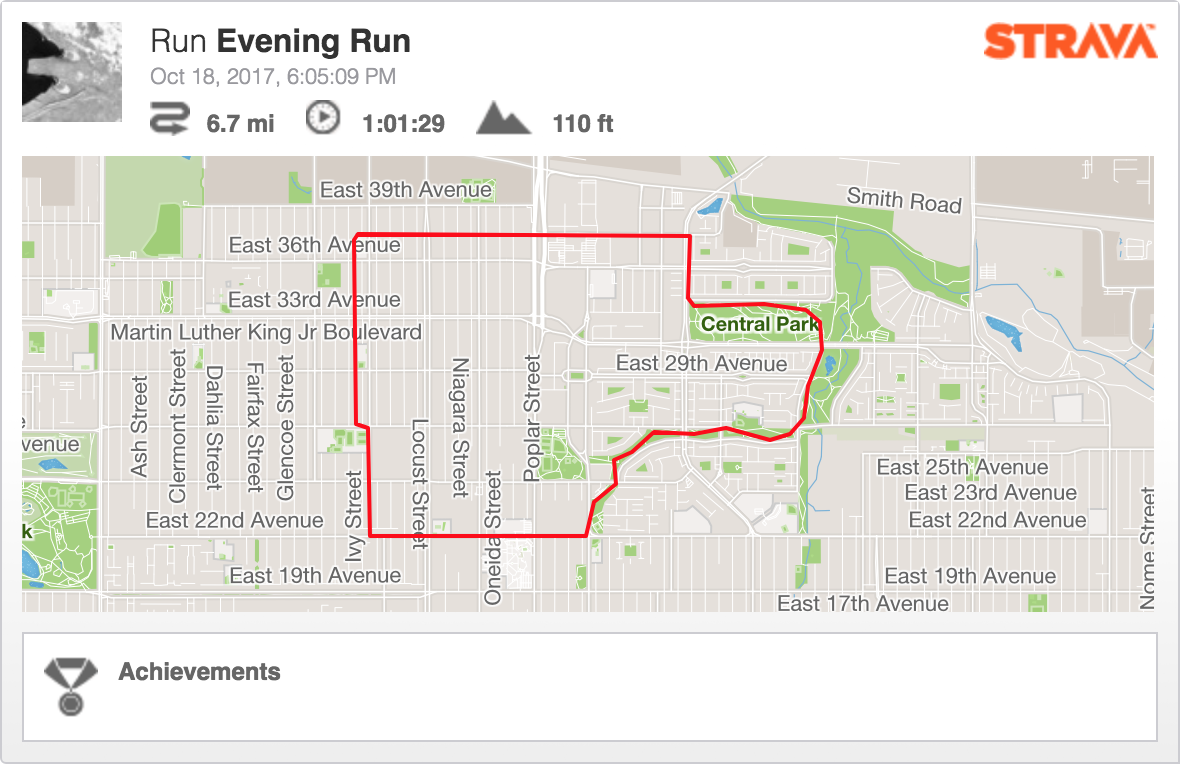 Run Evening Run
STRAVA
Oct 18, 2017, 6:05:09 PM
6.7 mi 1:01:29 110 ft
East 39th Avenue
Smith Road
East 36th Avenue
East 33rd Avenue
Central Park
Martin Luther King Jr Boulevard
East 29th Avenue
Ash Street
Clermont Street
Dahlia Street
Fairfax Street
Glencoe Street
Ivy Street
Locust Street
Niagara Street
Oneida Street
Poplar Street
venue
East 25th Avenue
East 23rd Avenue
East 22nd Avenue
East 22nd Avenue
k
Nome Street
East 19th Avenue
East 19th Avenue
East 17th Avenue
Achievements